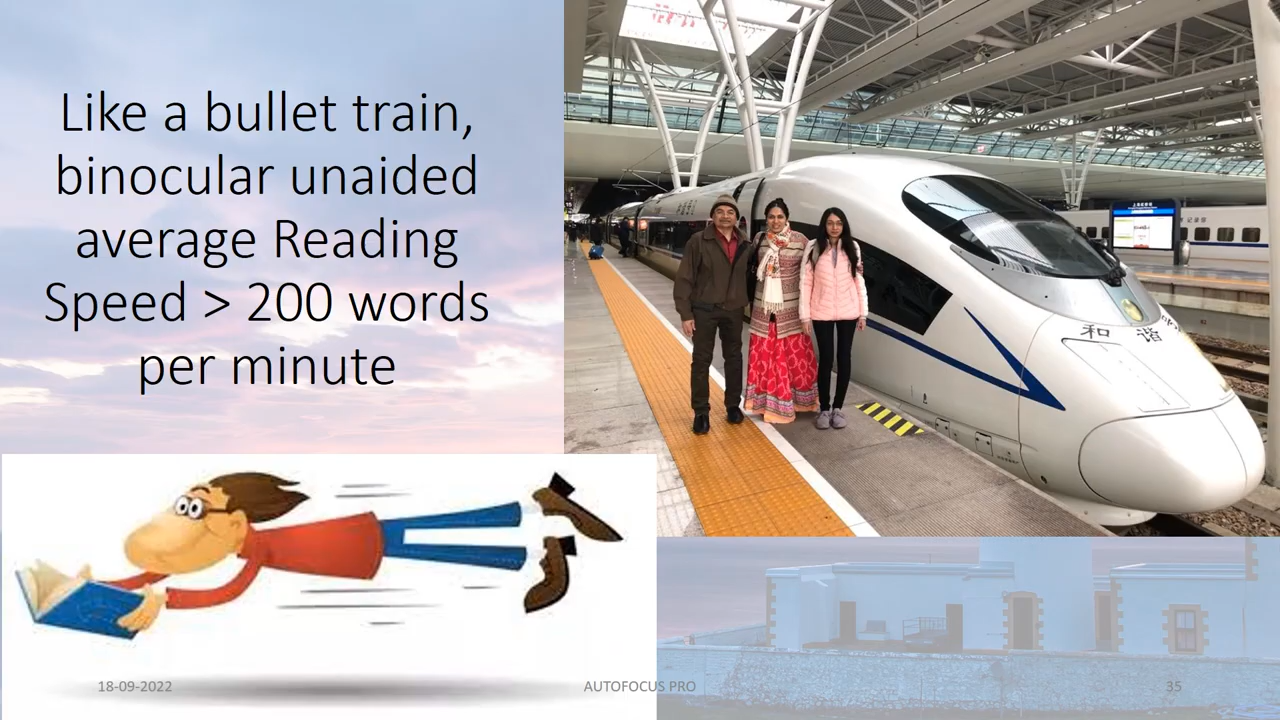 Like a bullet train,
binocular unaided
average Reading
Speed > 200 words
per minute
和 谐
18-09-2022
AUTOFOCUS PRO
35